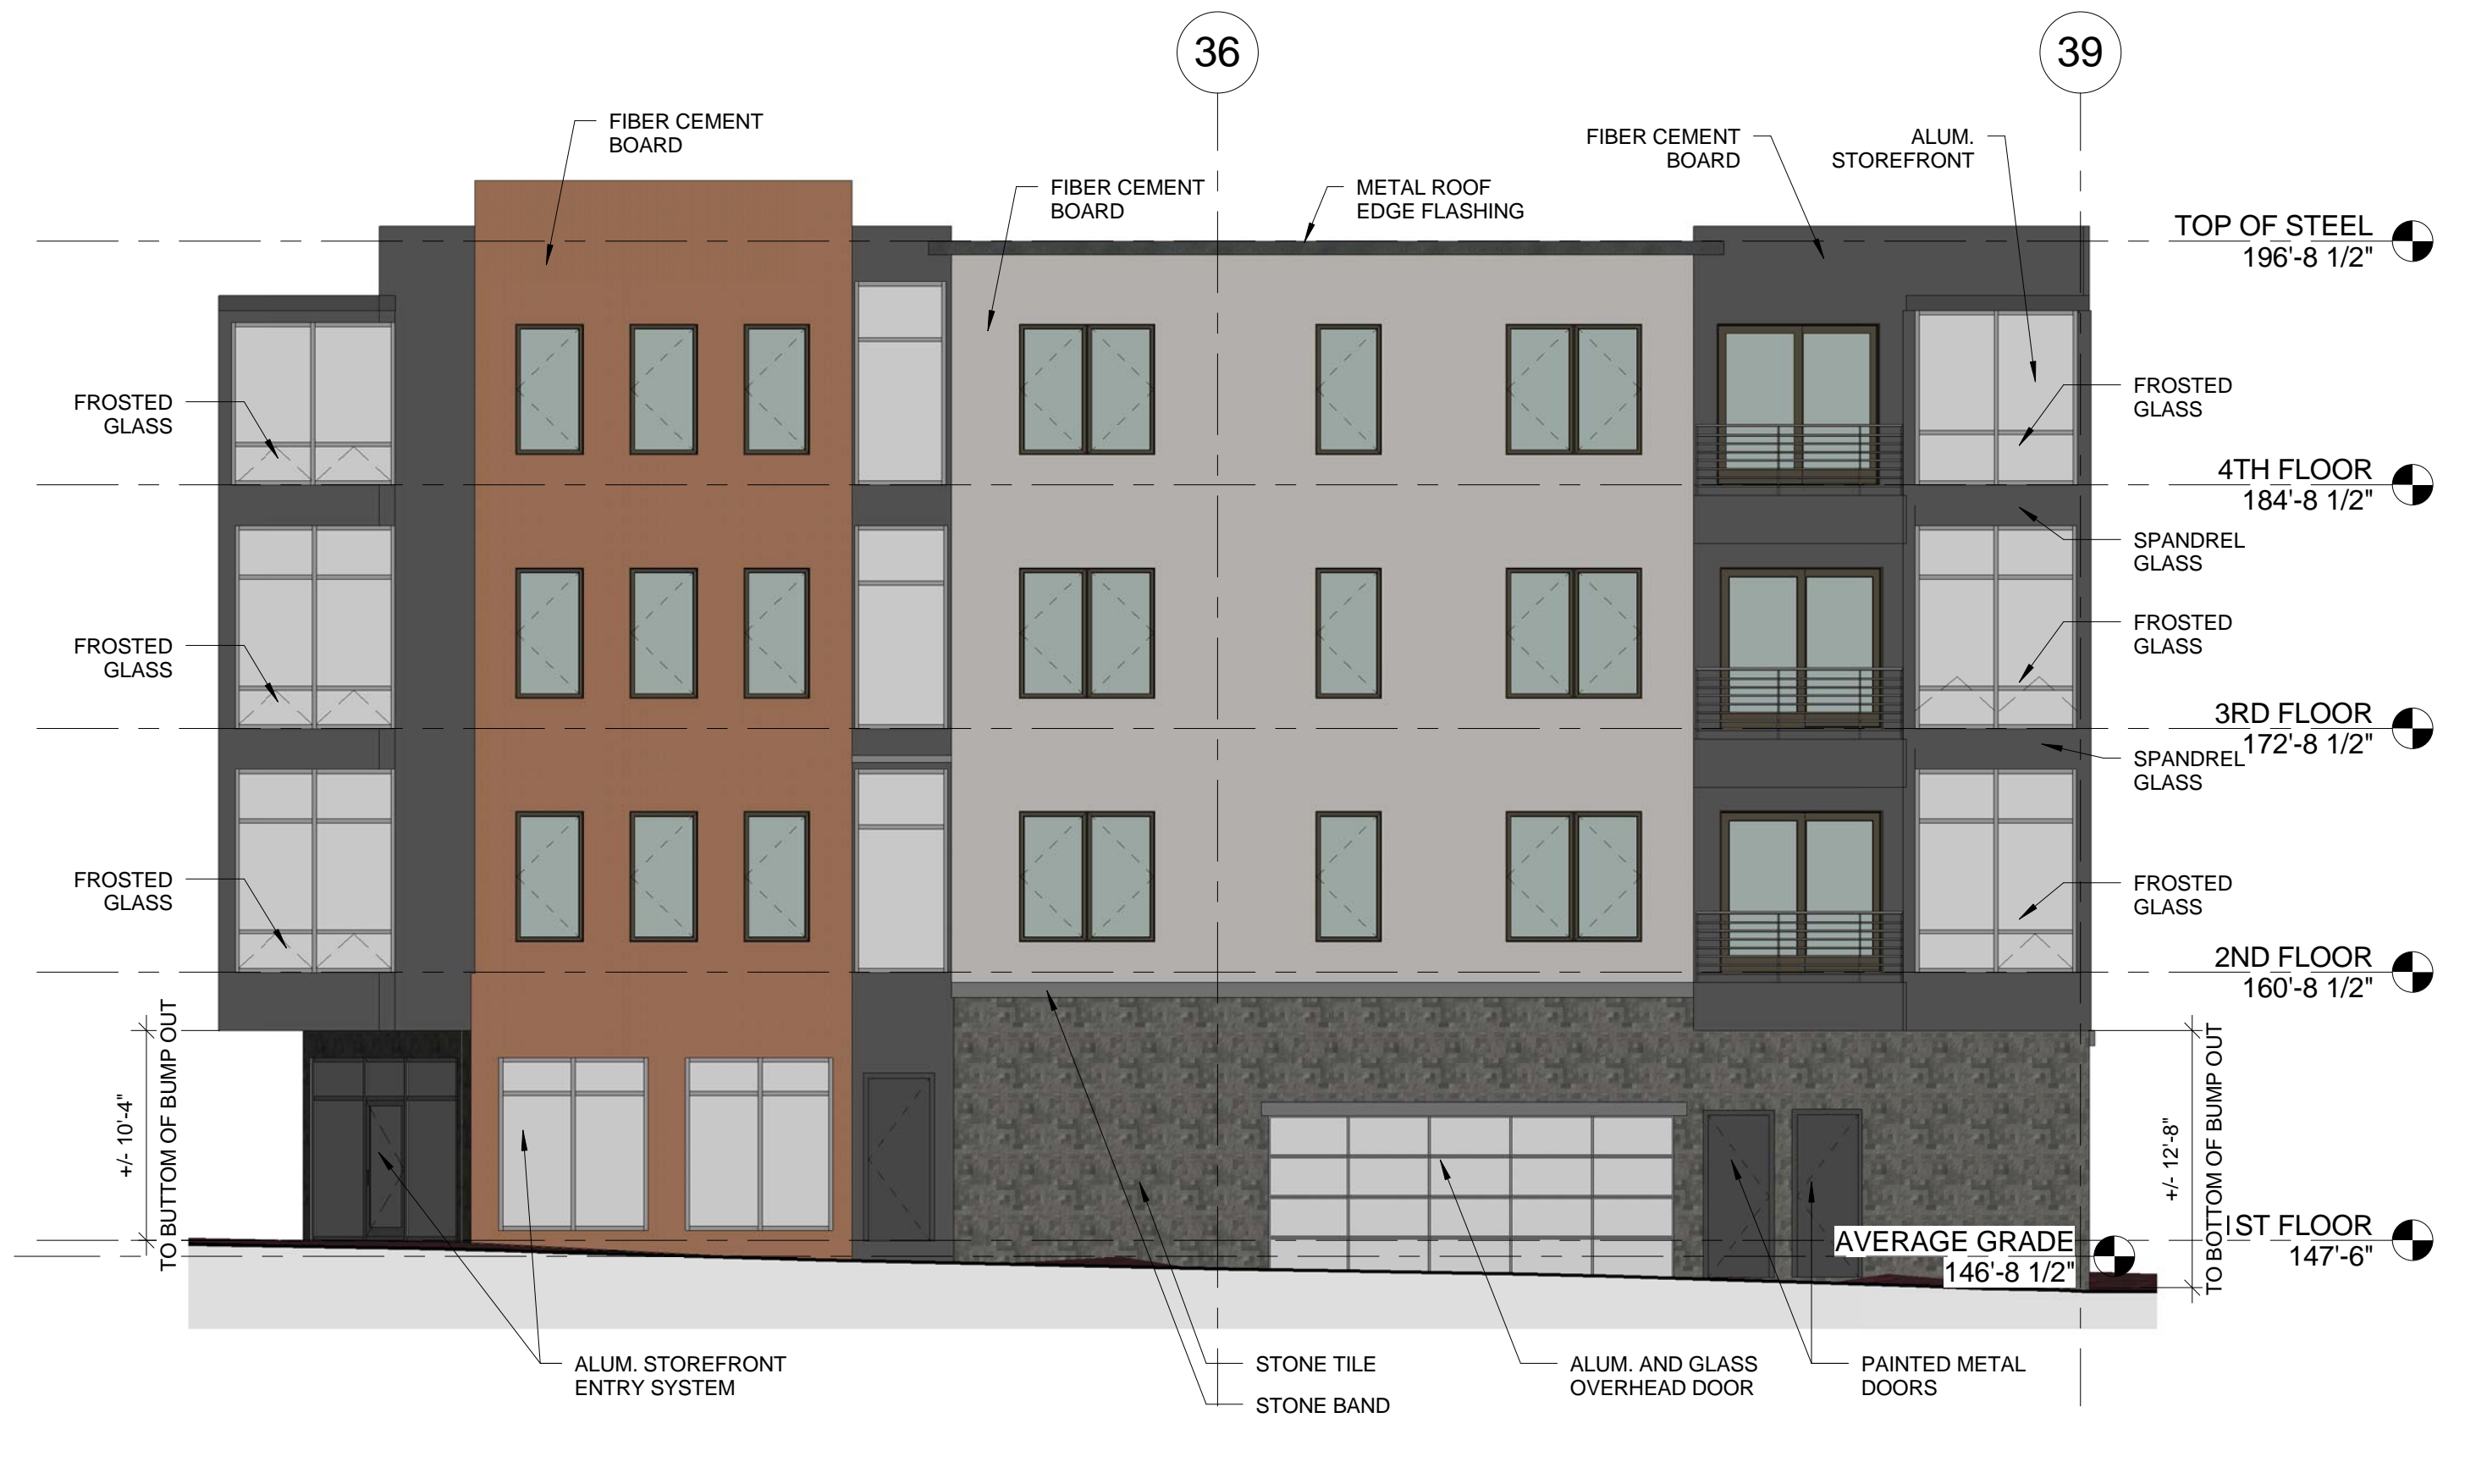 36
39
FIBER CEMENT
BOARD
FIBER CEMENT
BOARD
METAL ROOF
EDGE FLASHING
FIBER CEMENT
BOARD
ALUM.
STOREFRONT
TOP OF STEEL
196'-8 1/2"
FROSTED
GLASS
FROSTED
GLASS
4TH FLOOR
184'-8 1/2"
SPANDREL
GLASS
FROSTED
GLASS
FROSTED
GLASS
3RD FLOOR
172'-8 1/2"
SPANDREL
GLASS
FROSTED
GLASS
FROSTED
GLASS
2ND FLOOR
160'-8 1/2"
+/- 10'-4"
TO BUTTOM OF BUMP OUT
+/- 12'-8"
TO BOTTOM OF BUMP OUT
AVERAGE GRADE
146'-8 1/2"
1ST FLOOR
147'-6"
ALUM. STOREFRONT
ENTRY SYSTEM
STONE TILE
STONE BAND
ALUM. AND GLASS
OVERHEAD DOOR
PAINTED METAL
DOORS